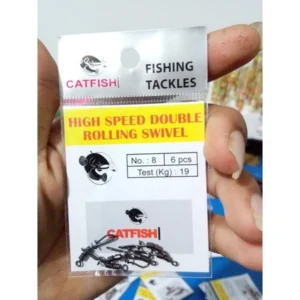 CATFISH
FISHING
TACKLES
HIGH SPEED DOUBLE
ROLLING SWIVEL
No. : 8
6 pcs
Test (Kg) : 19
CATFISH